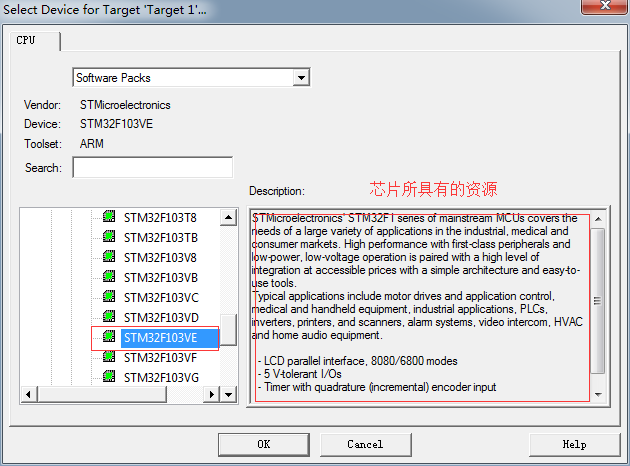 Select Device for Target 'Target 1'...
CPU
Software Packs
Vendor: STMicroelectronics
Device: STM32F103VE
Toolset: ARM
Search:
Description: 芯片所具有的资源
STM32F103T8
STM32F103TB
STM32F103V8
STM32F103VB
STM32F103VC
STM32F103VD
STM32F103VE
STM32F103VF
STM32F103VG
STMicroelectronics' STM32F1 series of mainstream MCUs covers the
needs of a large variety of applications in the industrial, medical and
consumer markets. High performance with first-class peripherals and
low-power, low-voltage operation is paired with a high level of
integration at accessible prices with a simple architecture and easy-to-
use tools.
Typical applications include motor drives and application control,
medical and handheld equipment, industrial applications, PLCs,
inverters, printers, and scanners, alarm systems, video intercom, HVAC
and home audio equipment.
- LCD parallel interface, 8080/6800 modes
- 5 V-tolerant I/Os
- Timer with quadrature (incremental) encoder input
OK
Cancel
Help